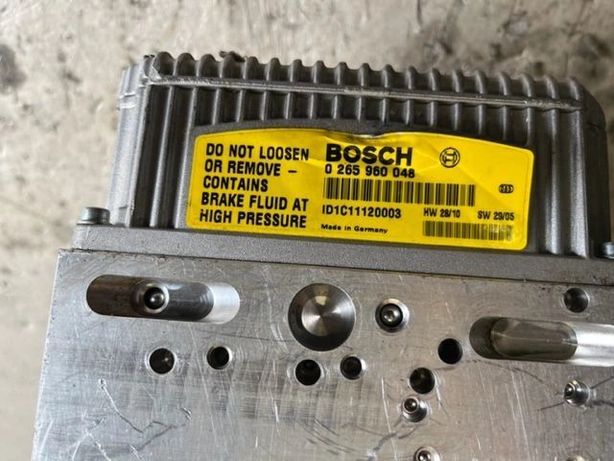 DO NOT LOOSEN
OR REMOVE –
CONTAINS
BRAKE FLUID AT
HIGH PRESSURE
BOSCH
0 265 960 048
ID1C11120003
HW 28/10
SW 29/05
Made in Germany